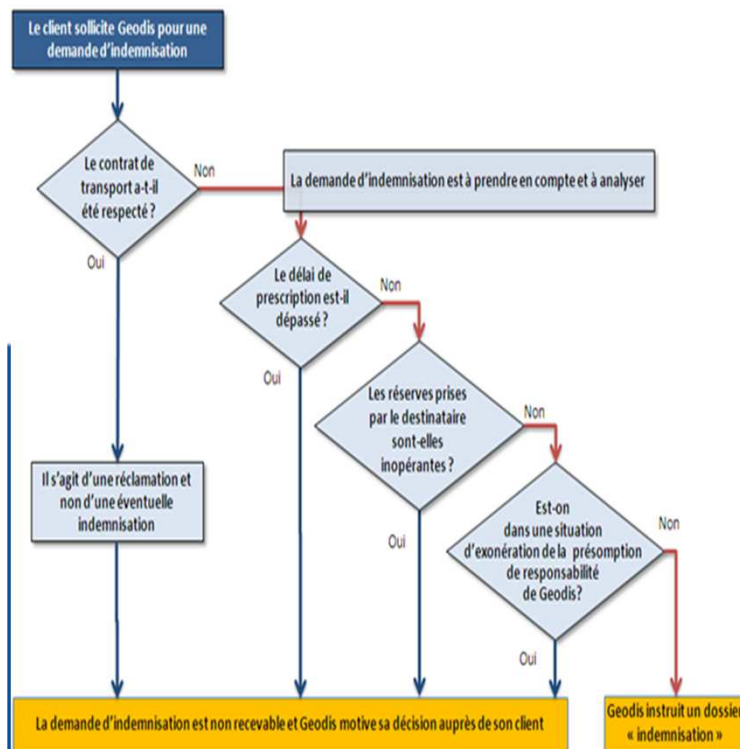 Le client sollicite Geodis pour une
demande d'indemnisation
Le contrat de
transport a-t-il
été respecté ?
Non
La demande d'indemnisation est à prendre en compte et à analyser
Oui
Le délai de
prescription est-il
dépassé ?
Non
Oui
Les réserves prises
par le destinataire
sont-elles
inopérantes ?
Non
Il s'agit d'une réclamation et
non d'une éventuelle
indemnisation
Oui
Est-on
dans une situation
d'exonération de la présomption
de responsabilité
de Geodis?
Non
Oui
La demande d'indemnisation est non recevable et Geodis motive sa décision auprès de son client
Geodis instruit un dossier
« indemnisation »